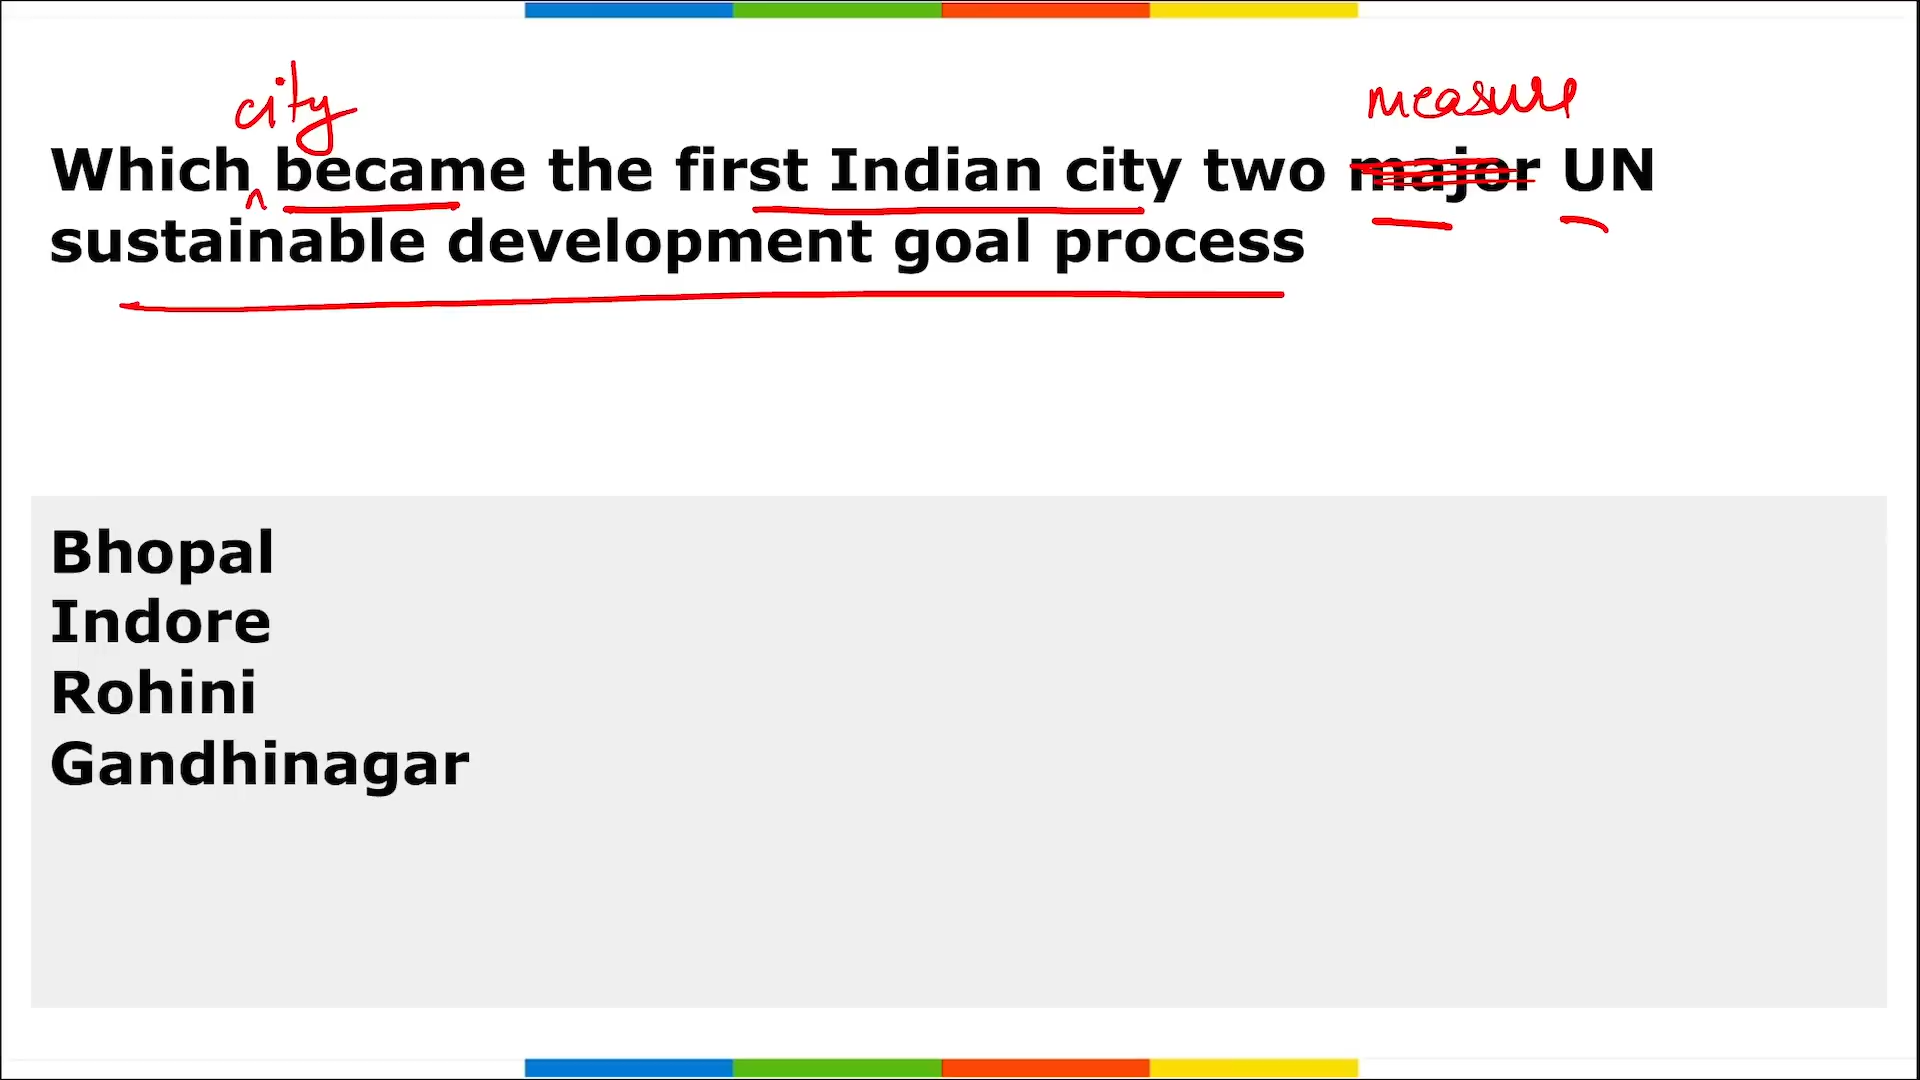 city
measure
Which became the first Indian city two major UN
sustainable development goal process
Bhopal
Indore
Rohini
Gandhinagar